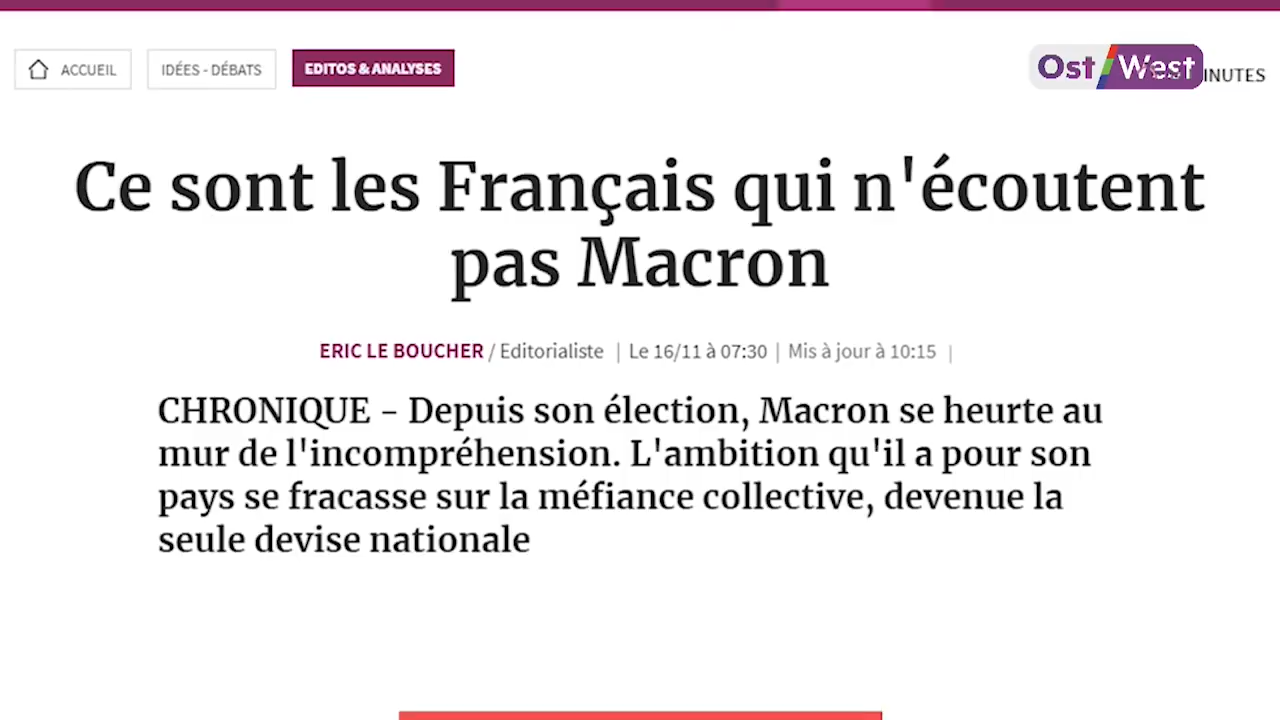 ACCUEIL
IDÉES - DÉBATS
EDITOS & ANALYSES
Ost West
Ce sont les Français qui n'écoutent
pas Macron
ERIC LE BOUCHER / Editorialiste | Le 16/11 à 07:30 | Mis à jour à 10:15 |
CHRONIQUE - Depuis son élection, Macron se heurte au
mur de l'incompréhension. L'ambition qu'il a pour son
pays se fracasse sur la méfiance collective, devenue la
seule devise nationale